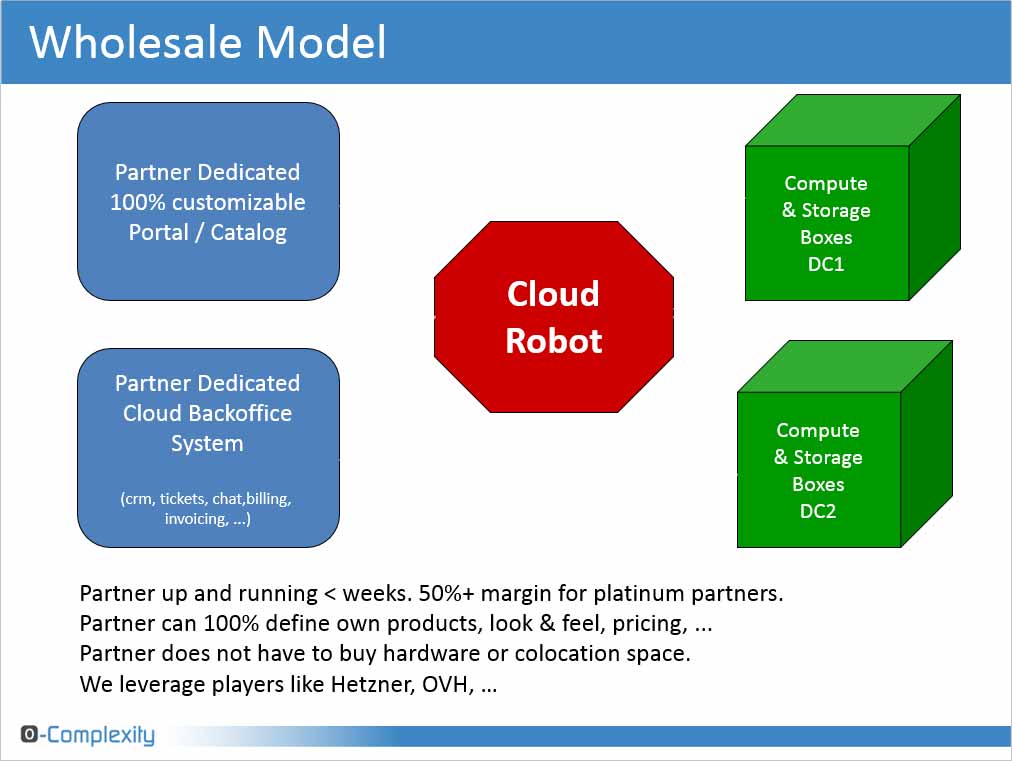 Wholesale Model
Partner Dedicated
100% customizable
Portal / Catalog
Compute
& Storage
Boxes
DC1
Cloud
Robot
Partner Dedicated
Cloud Backoffice
System
(crm, tickets, chat,billing,
invoicing, ...)
Compute
& Storage
Boxes
DC2
Partner up and running < weeks. 50%+ margin for platinum partners.
Partner can 100% define own products, look & feel, pricing, ...
Partner does not have to buy hardware or colocation space.
We leverage players like Hetzner, OVH, ...
0-Complexity